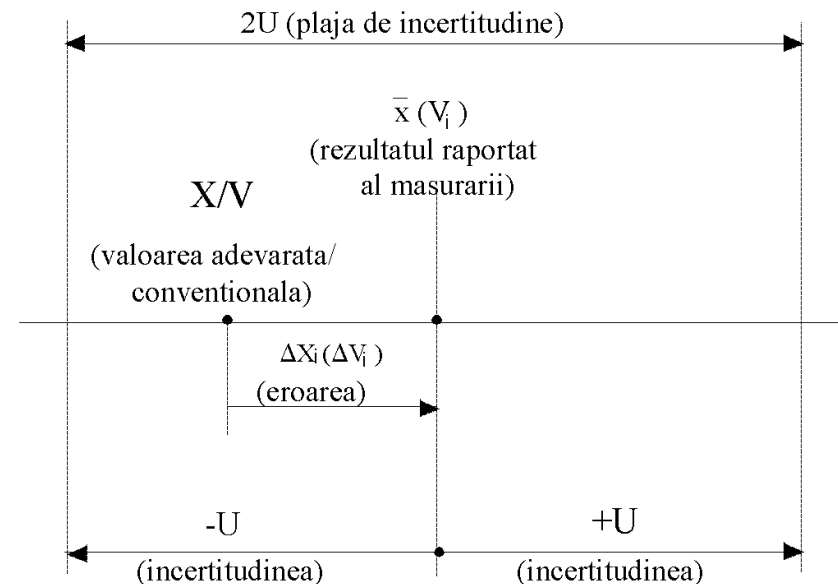 2U (plaja de incertitudine)
x̅ (Vi)
(rezultatul raportat
al masurarii)
X/V
(valoarea adevarata/
conventionala)
ΔXi (ΔVi)
(eroarea)
-U
+U
(incertitudinea)
(incertitudinea)